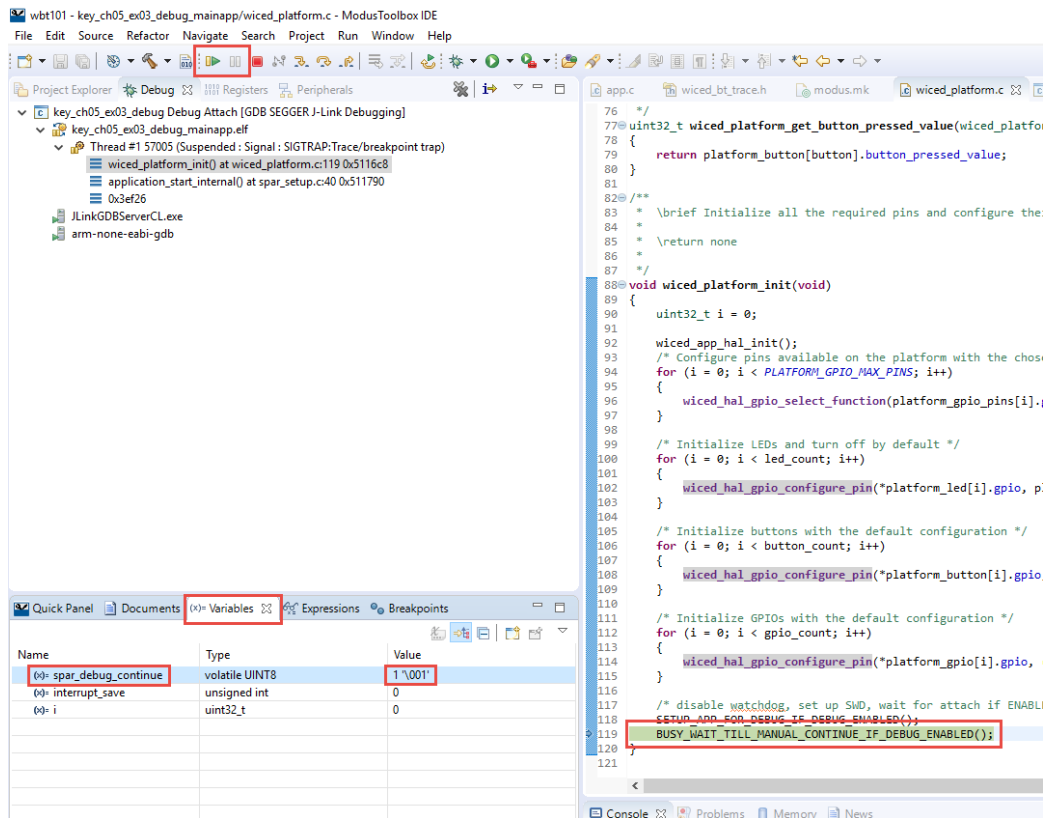 wbt101 - key_ch05_ex03_debug_mainapp/wiced_platform.c - ModusToolbox IDE
File Edit Source Refactor Navigate Search Project Run Window Help
Project Explorer Debug Registers Peripherals
key_ch05_ex03_debug Debug Attach [GDB SEGGER J-Link Debugging]
key_ch05_ex03_debug_mainapp.elf
Thread #1 57005 (Suspended : Signal : SIGTRAP:Trace/breakpoint trap)
wiced_platform_init() at wiced_platform.c:119 0x5116c8
application_start_internal() at spar_setup.c:40 0x511790
0x3ef26
JLinkGDBServerCL.exe
arm-none-eabi-gdb
app.c wiced_bt_trace.h modus.mk wiced_platform.c
76 */
77 uint32_t wiced_platform_get_button_pressed_value(wiced_platfo
78 {
79 return platform_button[button].button_pressed_value;
80 }
81
82 /**
83 * \brief Initialize all the required pins and configure thei
84 *
85 * \return none
86 *
87 */
88 void wiced_platform_init(void)
89 {
90 uint32_t i = 0;
91
92 wiced_app_hal_init();
93 /* Configure pins available on the platform with the chose
94 for (i = 0; i < PLATFORM_GPIO_MAX_PINS; i++)
95 {
96 wiced_hal_gpio_select_function(platform_gpio_pins[i].g
97 }
98
99 /* Initialize LEDs and turn off by default */
100 for (i = 0; i < led_count; i++)
101 {
102 wiced_hal_gpio_configure_pin(*platform_led[i].gpio, pl
103 }
104
105 /* Initialize buttons with the default configuration */
106 for (i = 0; i < button_count; i++)
107 {
108 wiced_hal_gpio_configure_pin(*platform_button[i].gpio,
109 }
110
111 /* Initialize GPIOs with the default configuration */
112 for (i = 0; i < gpio_count; i++)
113 {
114 wiced_hal_gpio_configure_pin(*platform_gpio[i].gpio,
115 }
116
117 /* disable watchdog, set up SWD, wait for attach if ENABL
118 SETUP_APP_FOR_DEBUG_IF_DEBUG_ENABLED();
119 BUSY_WAIT_TILL_MANUAL_CONTINUE_IF_DEBUG_ENABLED();
120 }
121
Quick Panel Documents (x)= Variables Expressions Breakpoints
Name Type Value
(x)= spar_debug_continue volatile UINT8 1 '\001'
(x)= interrupt_save unsigned int 0
(x)= i uint32_t 0
Console Problems Memory News